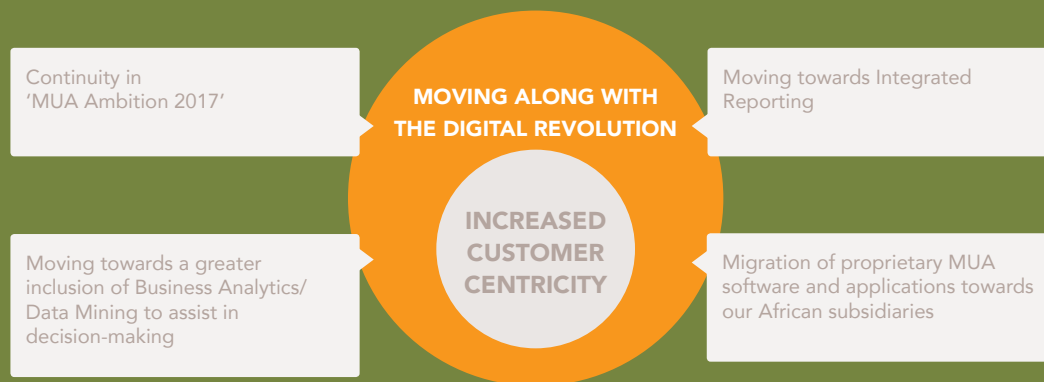 Continuity in
‘MUA Ambition 2017’
MOVING ALONG WITH
THE DIGITAL REVOLUTION
Moving towards Integrated
Reporting
INCREASED
CUSTOMER
CENTRICITY
Moving towards a greater
inclusion of Business Analytics/
Data Mining to assist in
decision-making
Migration of proprietary MUA
software and applications towards
our African subsidiaries